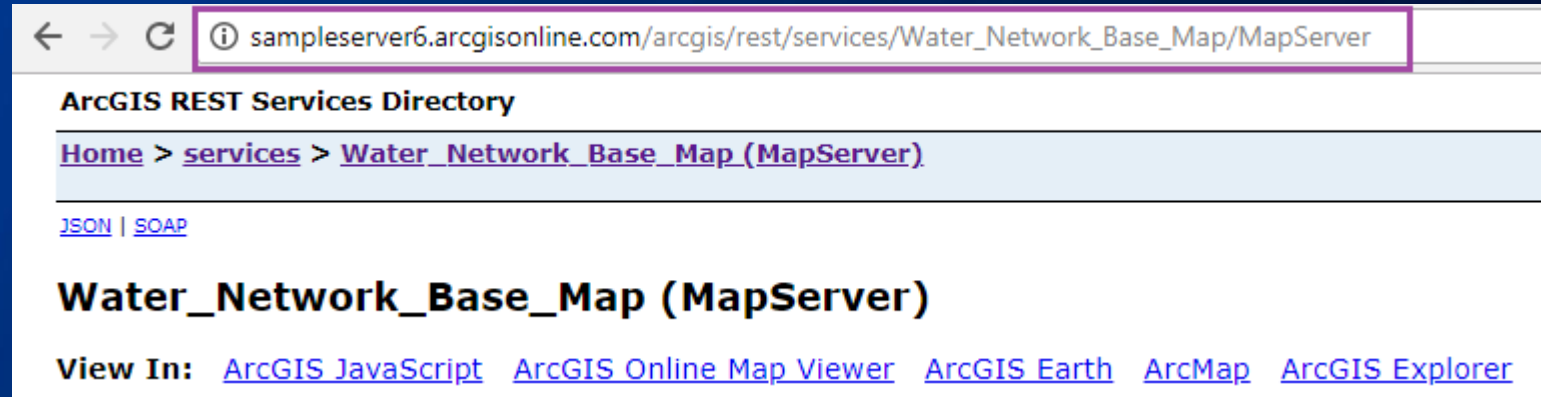 sampleserver6.arcgisonline.com/arcgis/rest/services/Water_Network_Base_Map/MapServer
ArcGIS REST Services Directory
Home > services > Water_Network_Base_Map (MapServer)
JSON | SOAP
Water_Network_Base_Map (MapServer)
View In: ArcGIS JavaScript ArcGIS Online Map Viewer ArcGIS Earth ArcMap ArcGIS Explorer